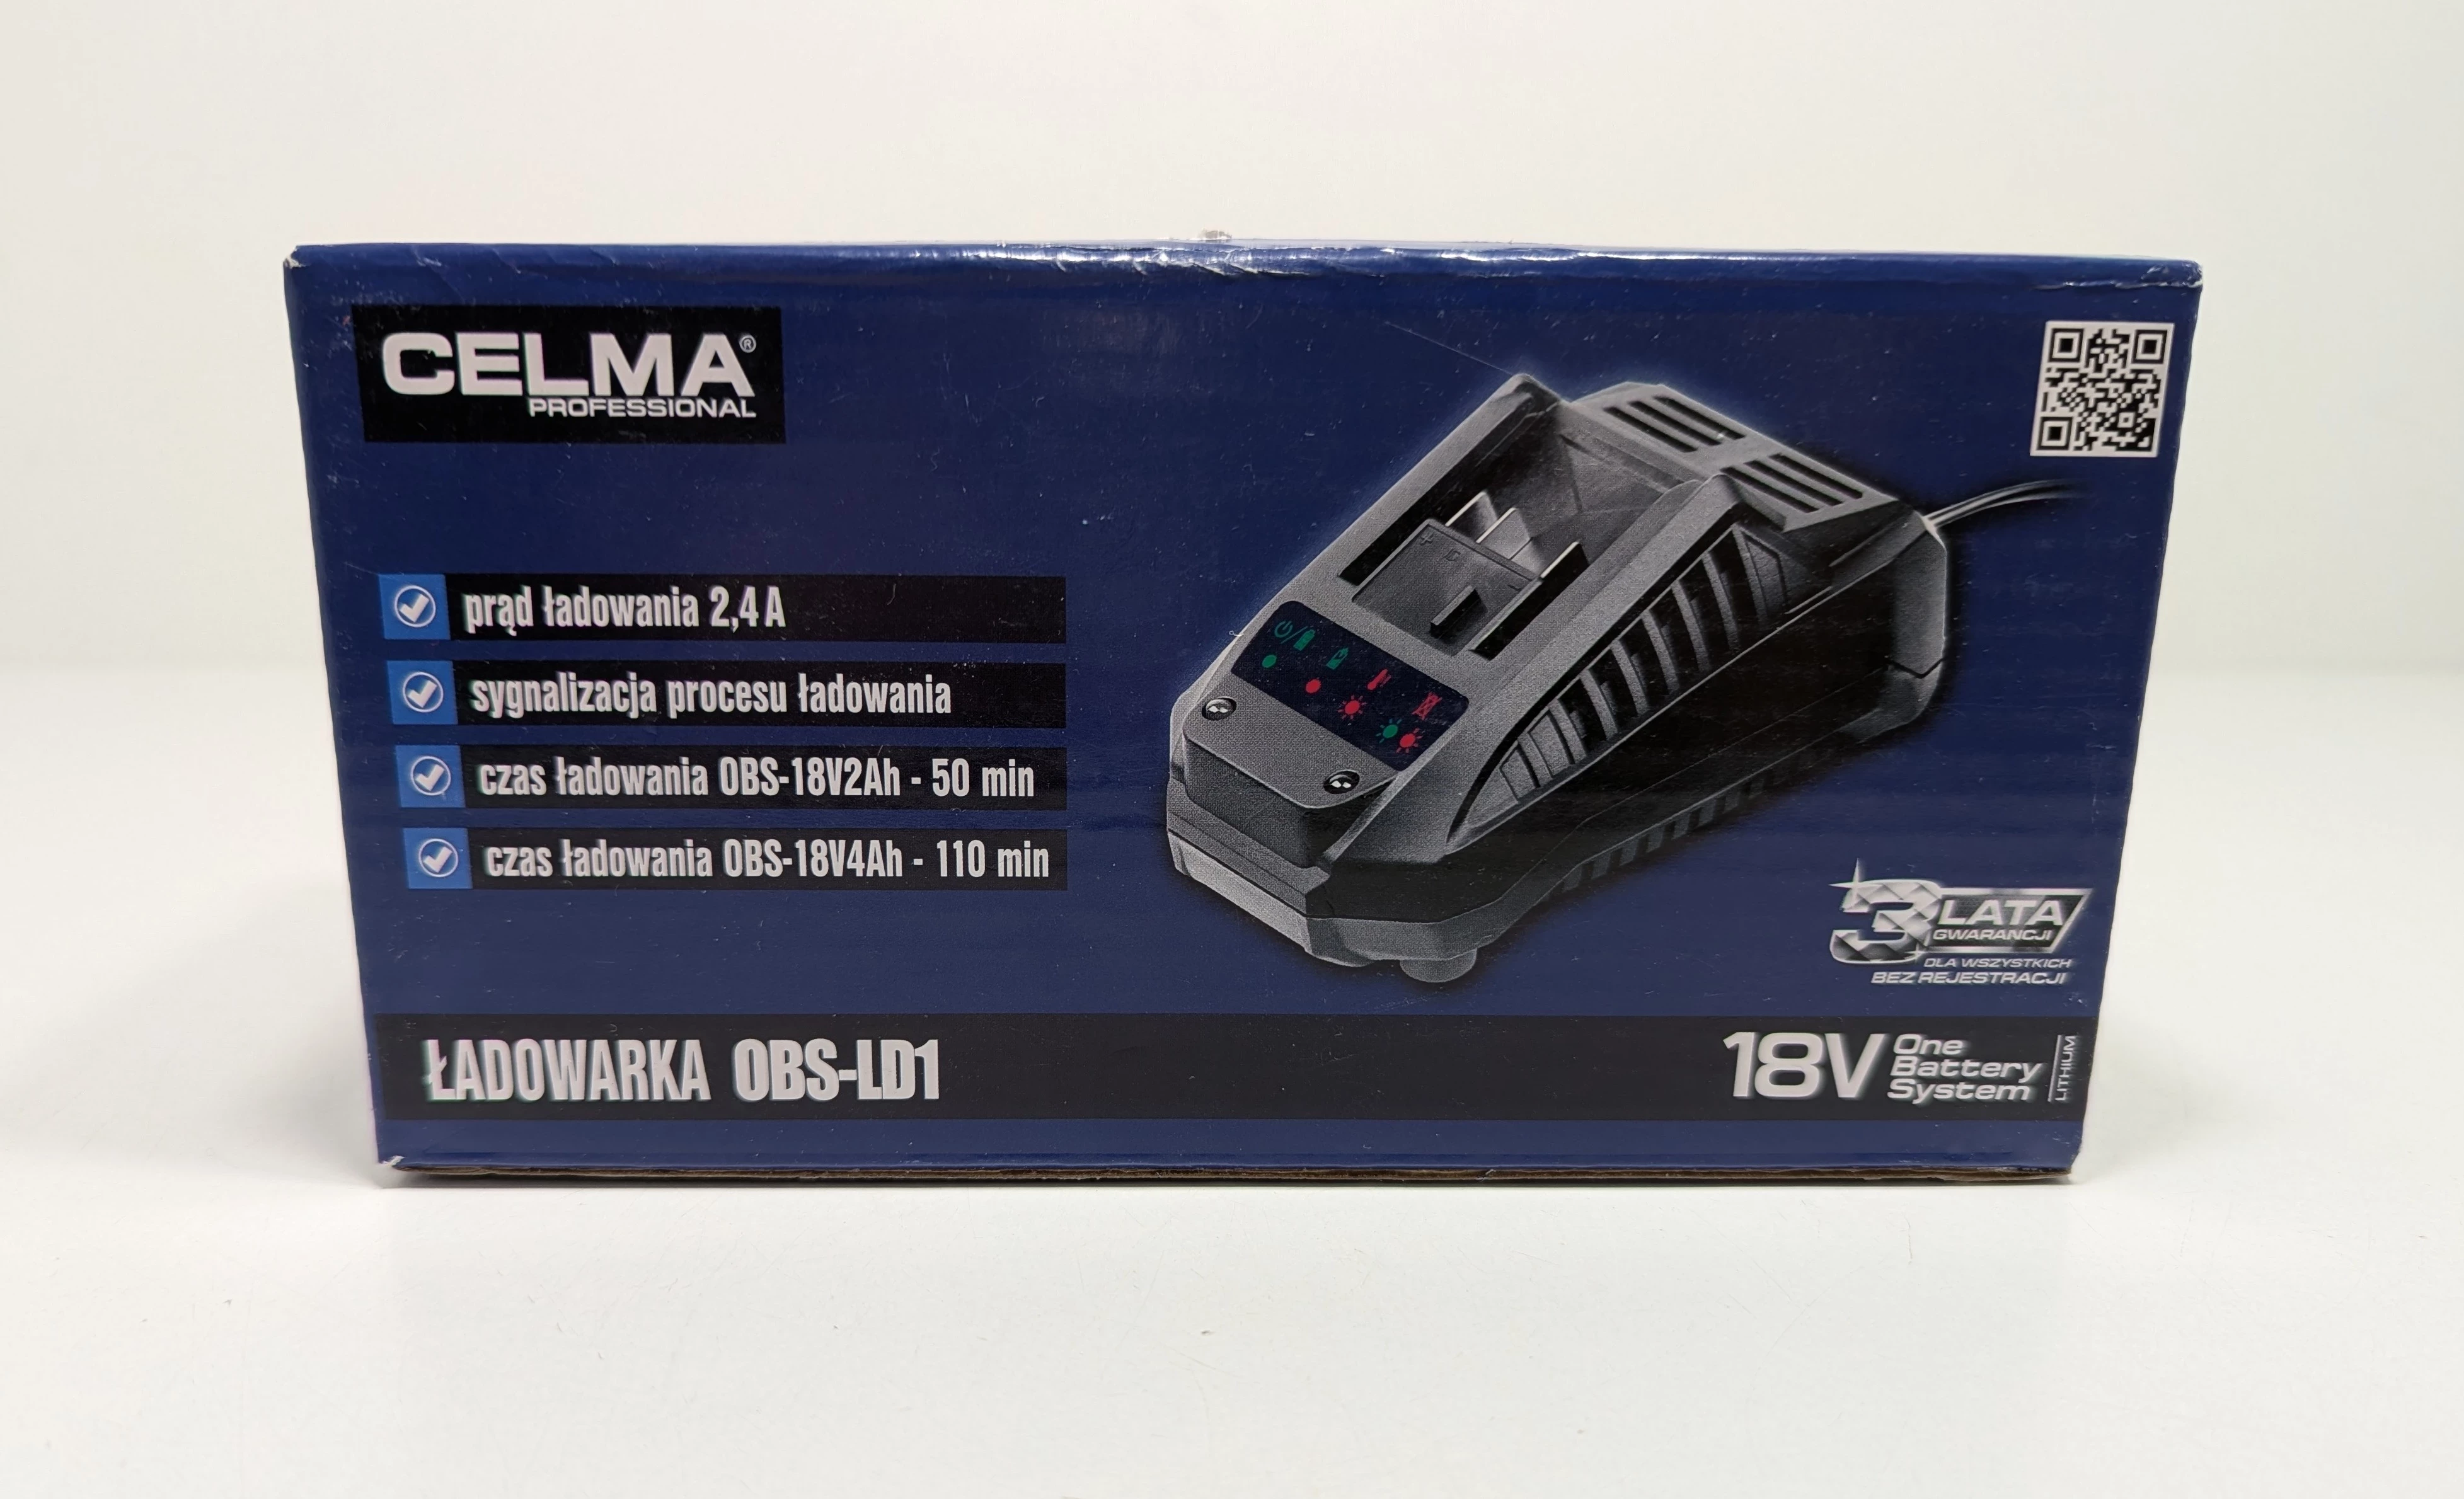 CELMA®
PROFESSIONAL
prąd ładowania 2,4 A
sygnalizacja procesu ładowania
czas ładowania OBS-18V2Ah - 50 min
czas ładowania OBS-18V4Ah - 110 min
3 LATA
GWARANCJI
DLA WSZYSTKICH
BEZ REJESTRACJI
ŁADOWARKA OBS-LD1
18V One
Battery
System
LITHIUM